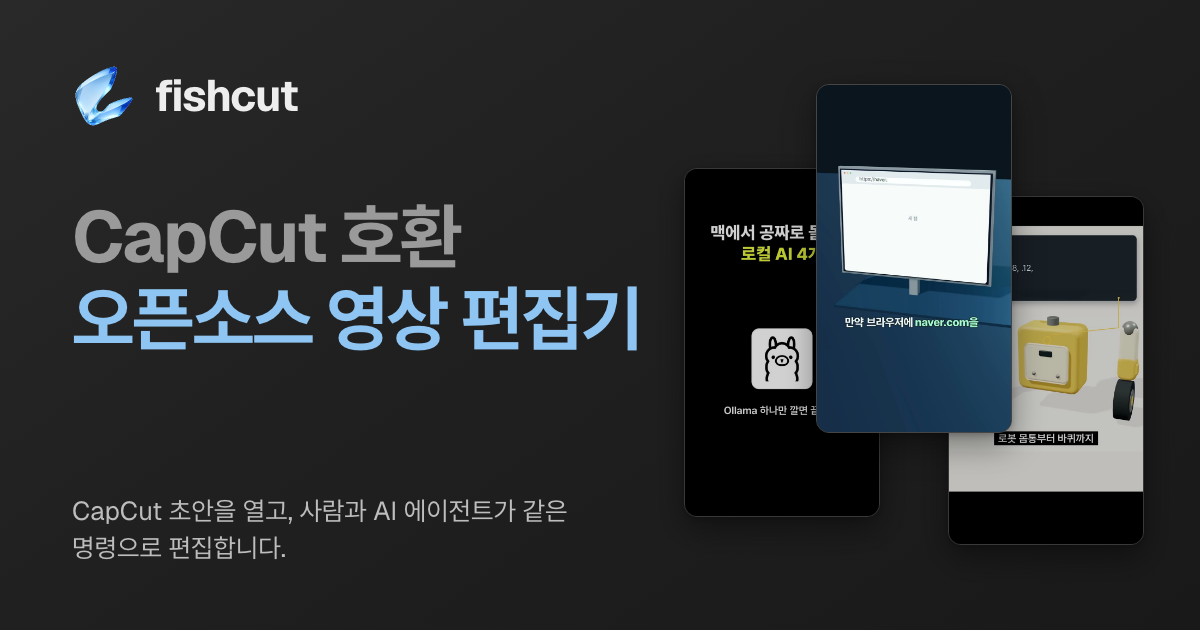 fishcut
CapCut 호환
오픈소스 영상 편집기
CapCut 초안을 열고, 사람과 AI 에이전트가 같은
명령으로 편집합니다.
맥에서 공짜로
로컬 AI 4
Ollama 하나만 깔면
만약 브라우저에 naver.com을
로봇 몸통부터 바퀴까지